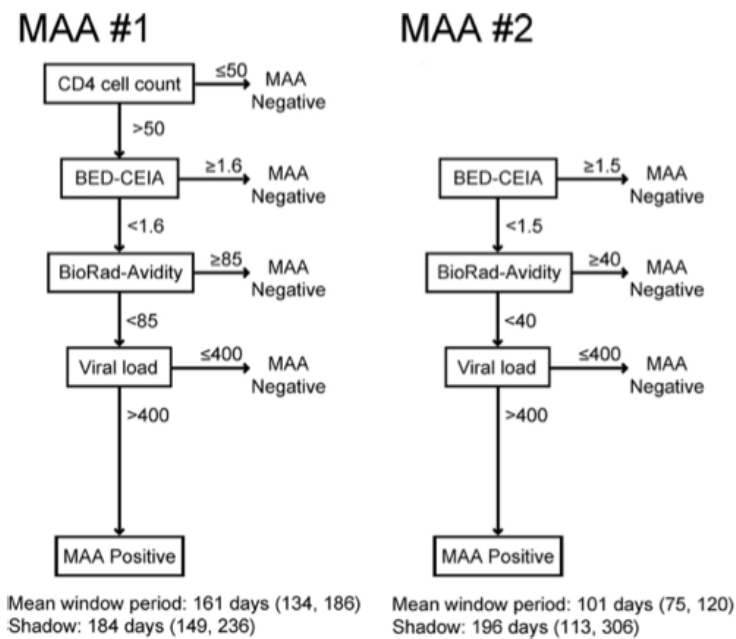 MAA #1
CD4 cell count
≤50
MAA
Negative
>50
BED-CEIA
≥1.6
MAA
Negative
<1.6
BioRad-Avidity
≥85
MAA
Negative
<85
Viral load
≤400
MAA
Negative
>400
MAA Positive
Mean window period: 161 days (134, 186)
Shadow: 184 days (149, 236)
MAA #2
BED-CEIA
≥1.5
MAA
Negative
<1.5
BioRad-Avidity
≥40
MAA
Negative
<40
Viral load
≤400
MAA
Negative
>400
MAA Positive
Mean window period: 101 days (75, 120)
Shadow: 196 days (113, 306)